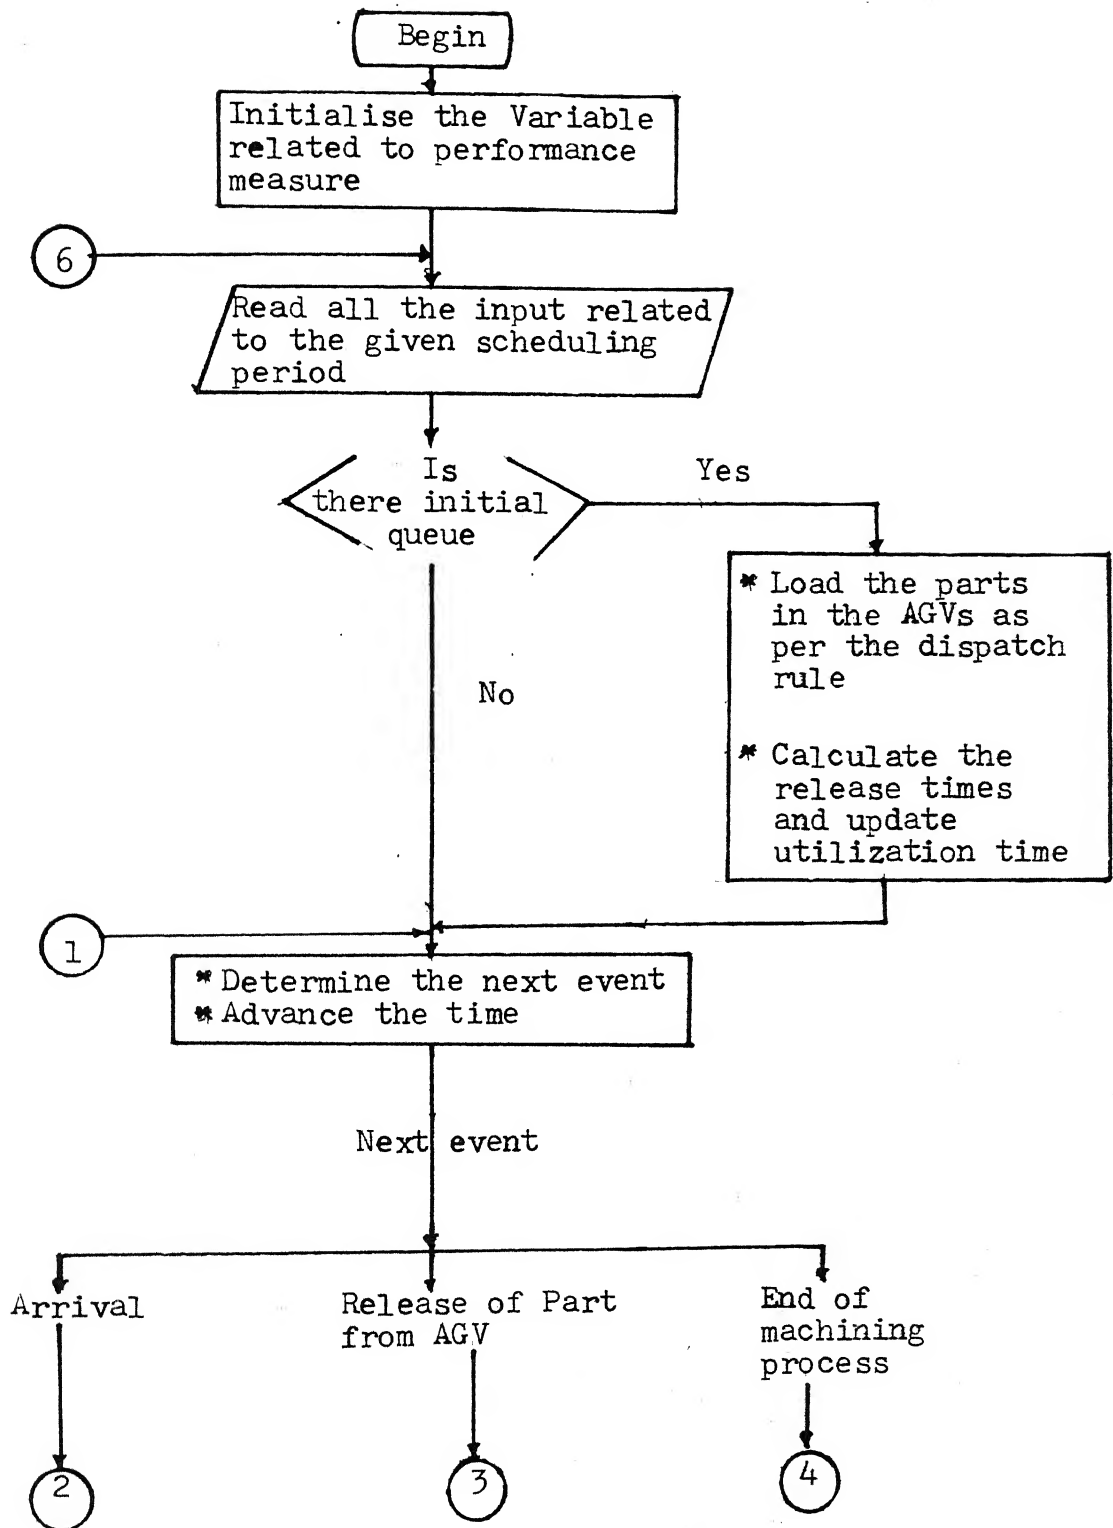 Begin
Initialise the Variable
related to performance
measure
6
Read all the input related
to the given scheduling
period
Is
there initial
queue
Yes
* Load the parts
in the AGVs as
per the dispatch
rule
* Calculate the
release times
and update
utilization time
No
1
* Determine the next event
* Advance the time
Next event
Arrival
Release of Part
from AGV
End of
machining
process
2
3
4